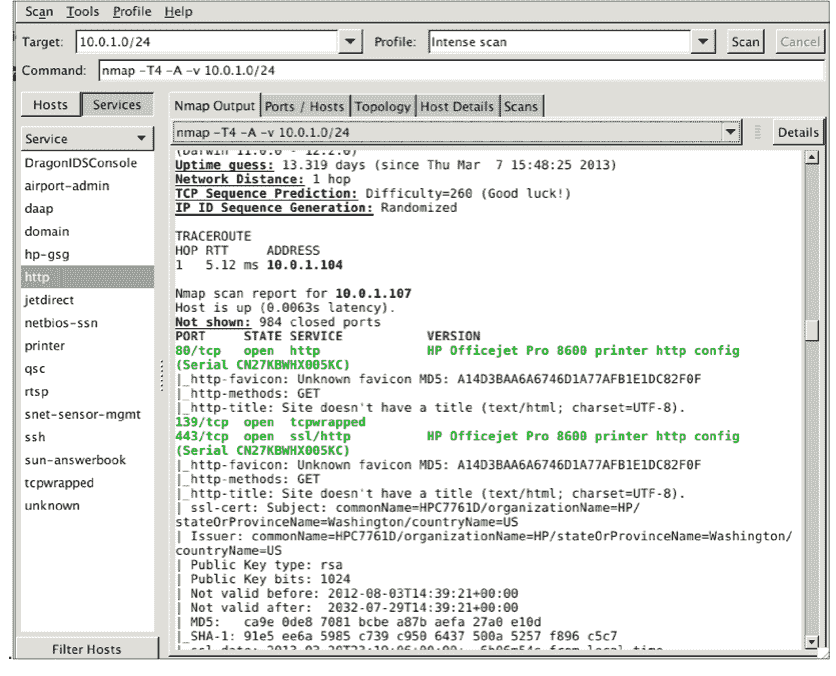 Scan Tools Profile Help
Target: 10.0.1.0/24 Profile: Intense scan Scan Cancel
Command: nmap -T4 -A -v 10.0.1.0/24
Hosts Services
Service
DragonIDSConsole
airport-admin
daap
domain
hp-gsg
http
jetdirect
netbios-ssn
printer
qsc
rtsp
snet-sensor-mgmt
ssh
sun-answerbook
tcpwrapped
unknown
Filter Hosts
Nmap Output Ports / Hosts Topology Host Details Scans
nmap -T4 -A -v 10.0.1.0/24 Details
(Darwin 11.0.0 - 12.2.0)
Uptime guess: 13.319 days (since Thu Mar  7 15:48:25 2013)
Network Distance: 1 hop
TCP Sequence Prediction: Difficulty=260 (Good luck!)
IP ID Sequence Generation: Randomized
TRACEROUTE
HOP RTT     ADDRESS
1   5.12 ms 10.0.1.104
Nmap scan report for 10.0.1.107
Host is up (0.0063s latency).
Not shown: 984 closed ports
PORT     STATE SERVICE     VERSION
80/tcp   open  http        HP Officejet Pro 8600 printer http config
(Serial CN27KBWHX005KC)
|_http-favicon: Unknown favicon MD5: A14D3BAA6A6746D1A77AFB1E1DC82F0F
|_http-methods: GET
|_http-title: Site doesn't have a title (text/html; charset=UTF-8).
139/tcp  open  tcpwrapped
443/tcp  open  ssl/http    HP Officejet Pro 8600 printer http config
(Serial CN27KBWHX005KC)
|_http-favicon: Unknown favicon MD5: A14D3BAA6A6746D1A77AFB1E1DC82F0F
|_http-methods: GET
|_http-title: Site doesn't have a title (text/html; charset=UTF-8).
| ssl-cert: Subject: commonName=HPC7761D/organizationName=HP/
stateOrProvinceName=Washington/countryName=US
| Issuer: commonName=HPC7761D/organizationName=HP/stateOrProvinceName=Washington/
countryName=US
| Public Key type: rsa
| Public Key bits: 1024
| Not valid before: 2012-08-03T14:39:21+00:00
| Not valid after:  2032-07-29T14:39:21+00:00
| MD5:   ca9e 0de8 7081 bcbe a87b aefa 27a0 e10d
|_SHA-1: 91e5 ee6a 5985 c739 c950 6437 500a 5257 f896 c5c7